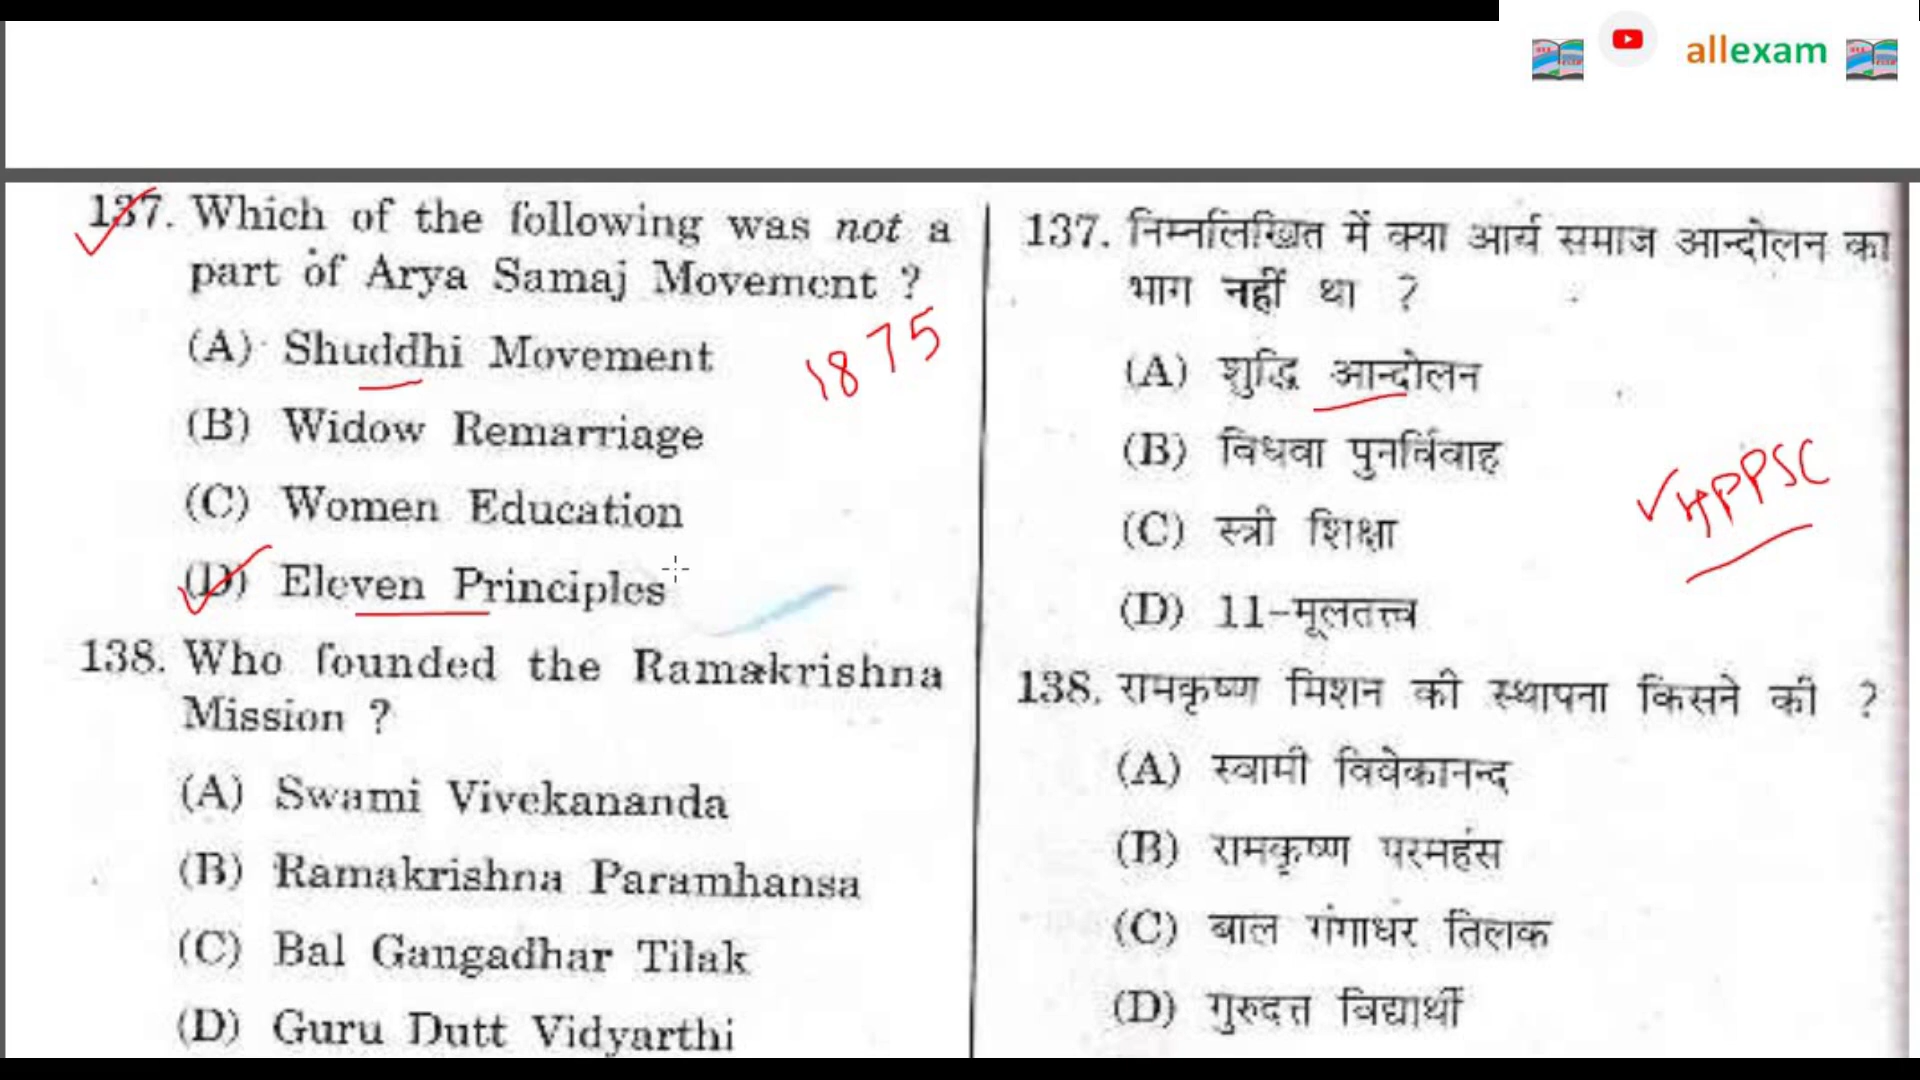 allexam
137. Which of the following was not a
part of Arya Samaj Movement ?
(A) Shuddhi Movement
1875
(B) Widow Remarriage
(C) Women Education
(D) Eleven Principles
138. Who founded the Ramakrishna
Mission ?
(A) Swami Vivekananda
(B) Ramakrishna Paramhansa
(C) Bal Gangadhar Tilak
(D) Guru Dutt Vidyarthi
137. निम्नलिखित में क्या आर्य समाज आन्दोलन का
भाग नहीं था ?
(A) शुद्धि आन्दोलन
(B) विधवा पुनर्विवाह
HPPSC
(C) स्त्री शिक्षा
(D) 11-मूलतत्त्व
138. रामकृष्ण मिशन की स्थापना किसने की ?
(A) स्वामी विवेकानन्द
(B) रामकृष्ण परमहंस
(C) बाल गंगाधर तिलक
(D) गुरुदत्त विद्यार्थी